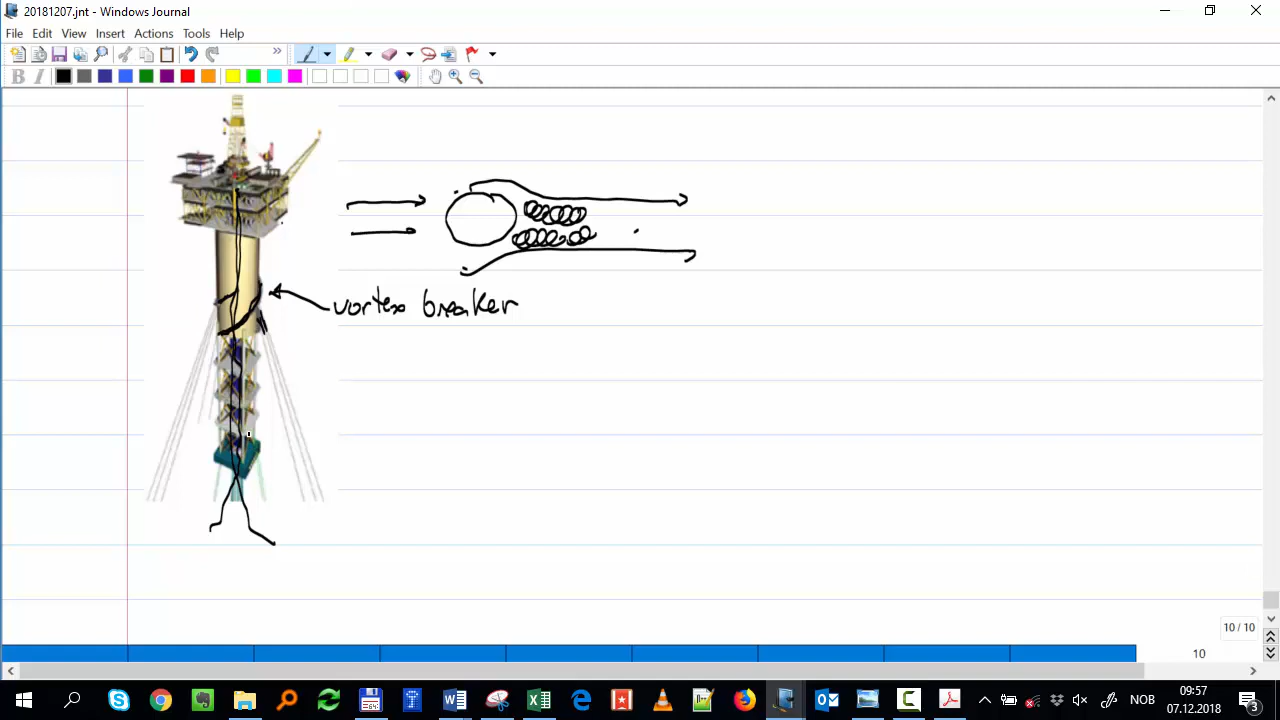 20181207.jnt - Windows Journal
File Edit View Insert Actions Tools Help
B I
vortex breaker
10 / 10
10
NOB
09:57
07.12.2018
3